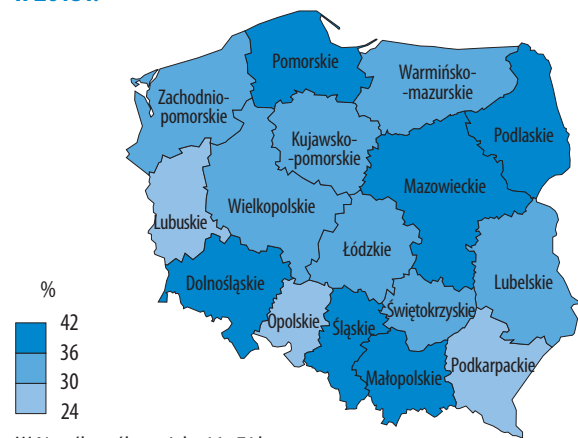 Pomorskie
Warmińsko-
-mazurskie
Zachodnio-
pomorskie
Podlaskie
Kujawsko-
-pomorskie
Mazowieckie
Wielkopolskie
Lubuskie
Łódzkie
Dolnośląskie
Lubelskie
Opolskie
Śląskie
Świętokrzyskie
Podkarpackie
Małopolskie
%
42
36
30
24